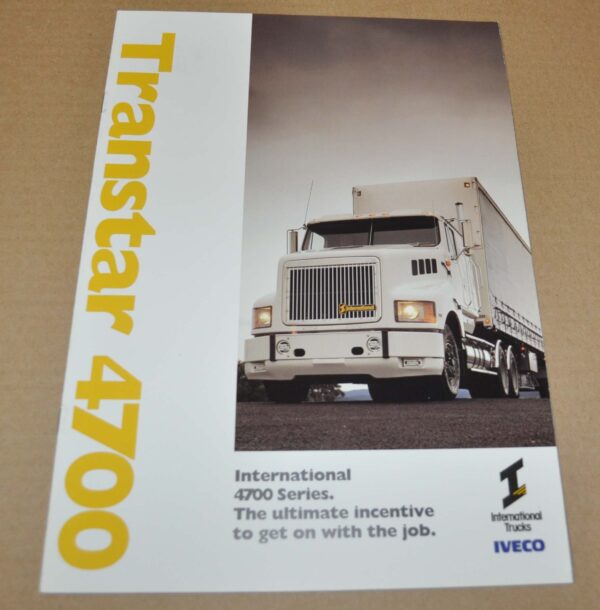 Transtar 4700
International
4700 Series.
The ultimate incentive
to get on with the job.
International
Trucks
IVECO